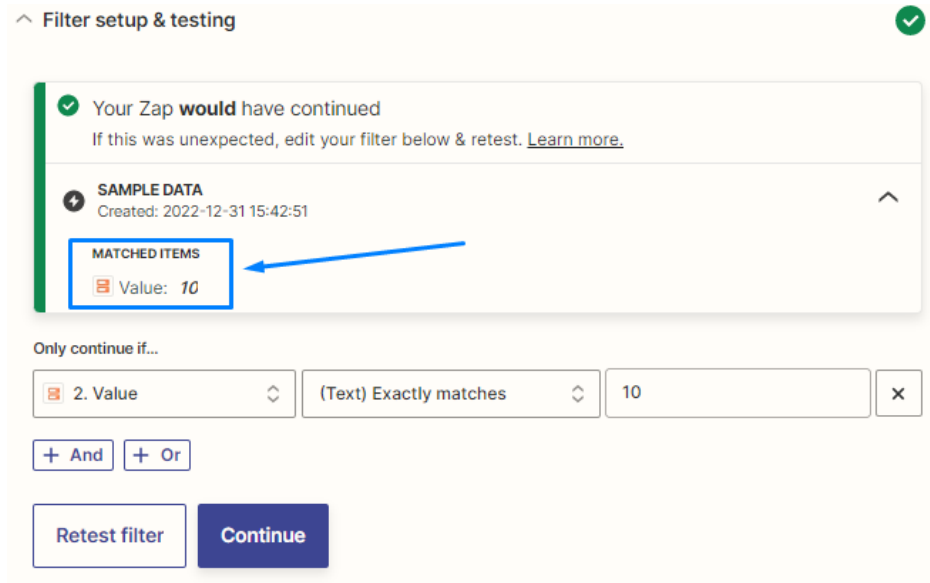 Filter setup & testing
Your Zap would have continued
If this was unexpected, edit your filter below & retest. Learn more.
SAMPLE DATA
Created: 2022-12-31 15:42:51
MATCHED ITEMS
Value: 10
Only continue if...
2. Value (Text) Exactly matches 10
+ And + Or
Retest filter Continue